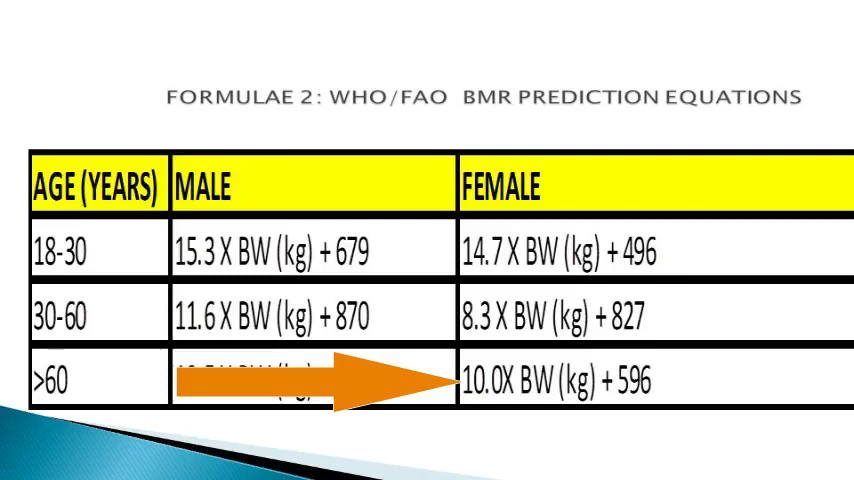 FORMULAE 2: WHO/FAO BMR PREDICTION EQUATIONS
AGE (YEARS) MALE FEMALE
18-30 15.3 X BW (kg) + 679 14.7 X BW (kg) + 496
30-60 11.6 X BW (kg) + 870 8.3 X BW (kg) + 827
>60 10.0X BW (kg) + 596